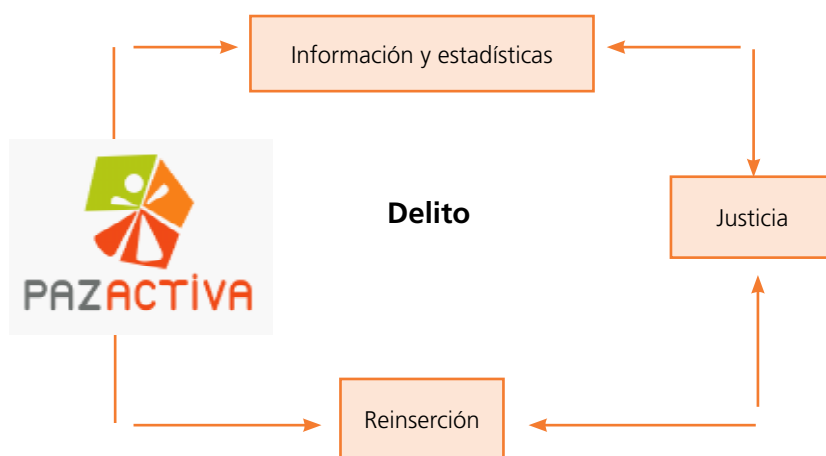 Información y estadísticas
Delito
Justicia
PAZACTIVA
Reinserción